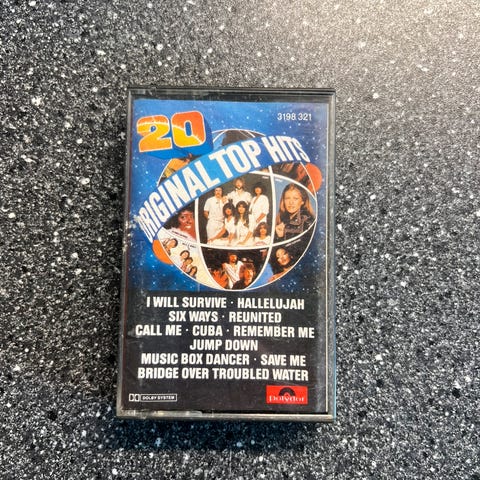 3198 321
20
ORIGINAL TOP HITS
I WILL SURVIVE · HALLELUJAH
SIX WAYS · REUNITED
CALL ME · CUBA · REMEMBER ME
JUMP DOWN
MUSIC BOX DANCER · SAVE ME
BRIDGE OVER TROUBLED WATER
DOLBY SYSTEM
Polydor